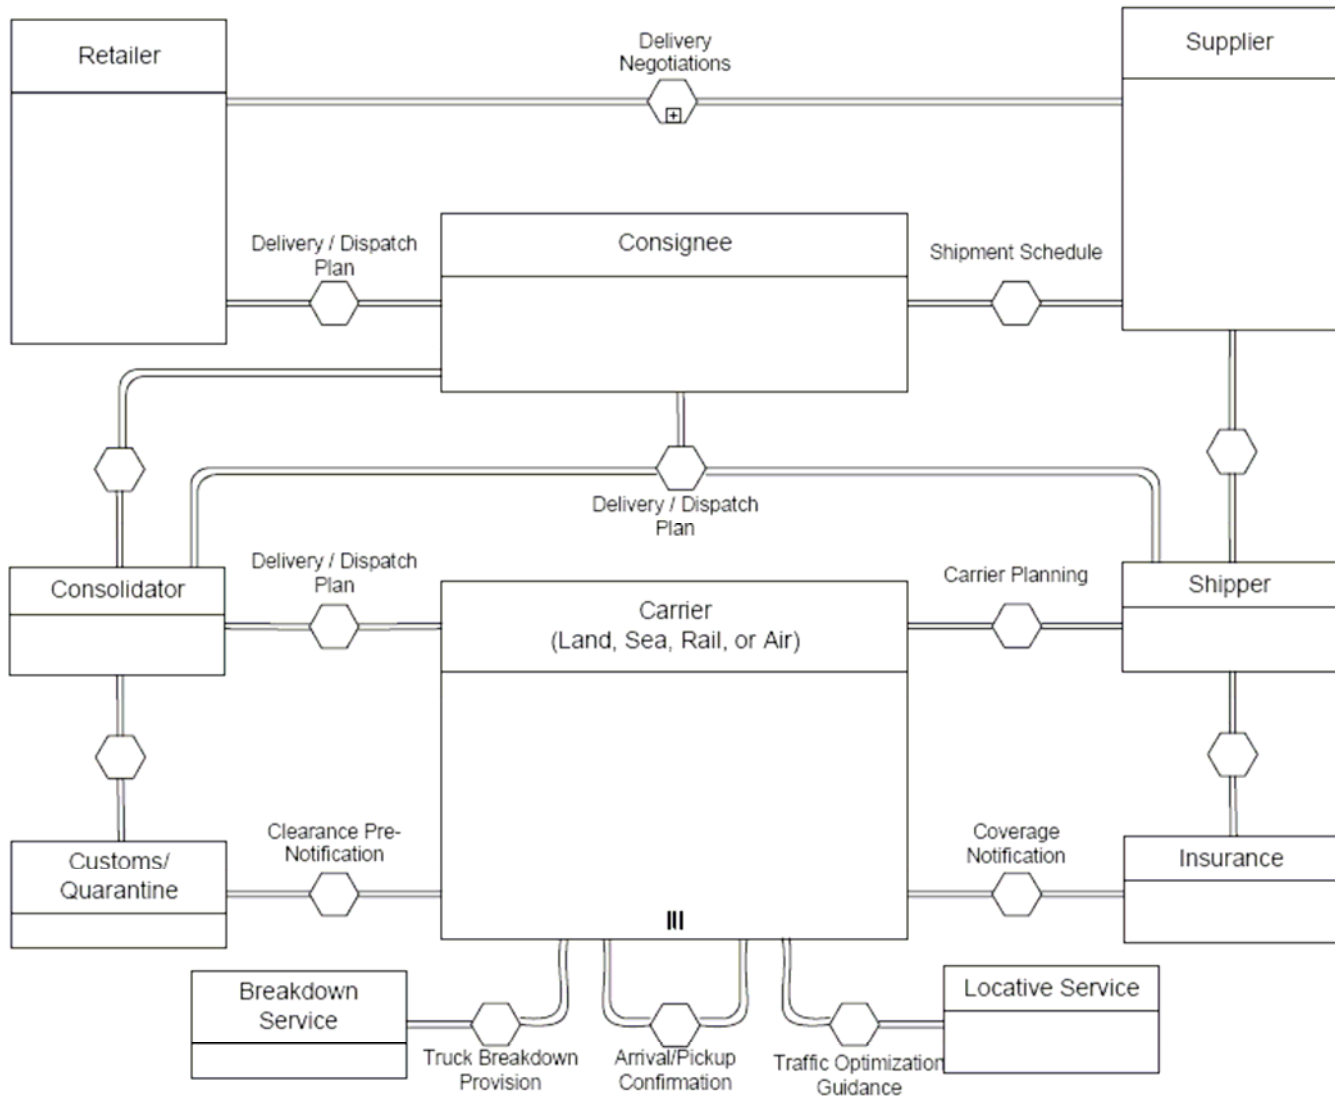 Retailer
Delivery
Negotiations
Supplier
Delivery / Dispatch
Plan
Consignee
Shipment Schedule
Delivery / Dispatch
Plan
Consolidator
Delivery / Dispatch
Plan
Carrier
(Land, Sea, Rail, or Air)
Carrier Planning
Shipper
Customs/
Quarantine
Clearance Pre-
Notification
Coverage
Notification
Insurance
Breakdown
Service
Truck Breakdown
Provision
Arrival/Pickup
Confirmation
Traffic Optimization
Guidance
Locative Service